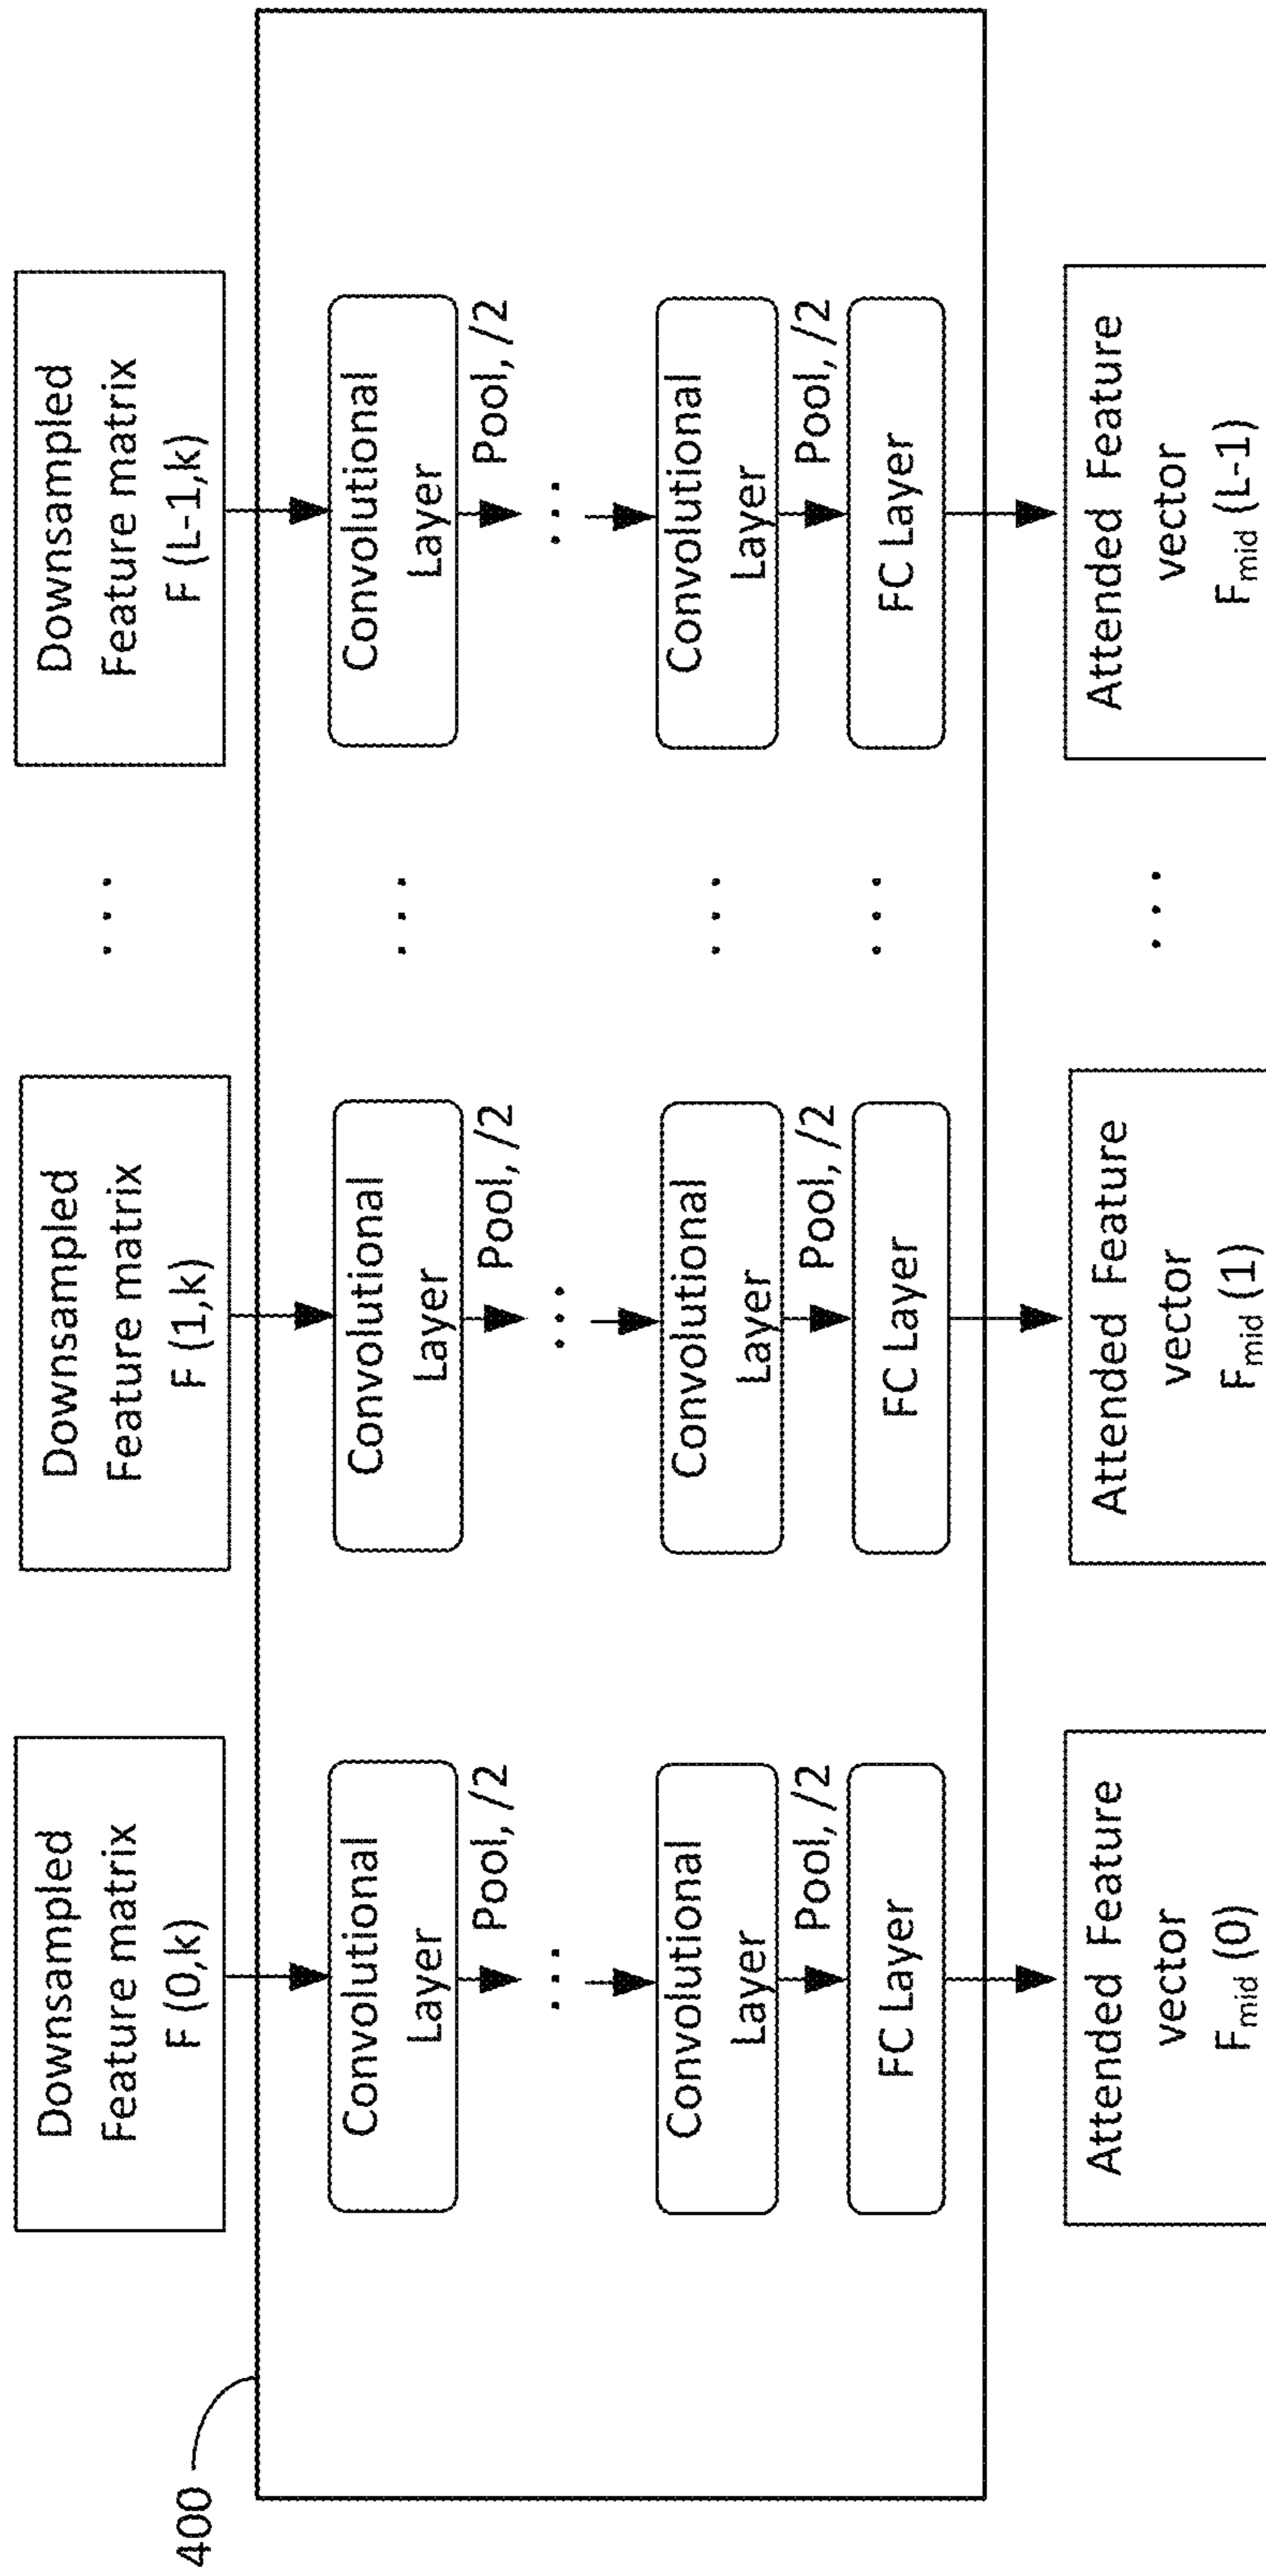 400
Downsampled
Feature matrix
F (0,k)
Convolutional
Layer
Pool, /2
...
Convolutional
Layer
Pool, /2
FC Layer
Attended Feature
vector
Fmid (0)
Downsampled
Feature matrix
F (1,k)
Convolutional
Layer
Pool, /2
...
Convolutional
Layer
Pool, /2
FC Layer
Attended Feature
vector
Fmid (1)
...
...
...
...
...
Downsampled
Feature matrix
F (L-1,k)
Convolutional
Layer
Pool, /2
...
Convolutional
Layer
Pool, /2
FC Layer
Attended Feature
vector
Fmid (L-1)